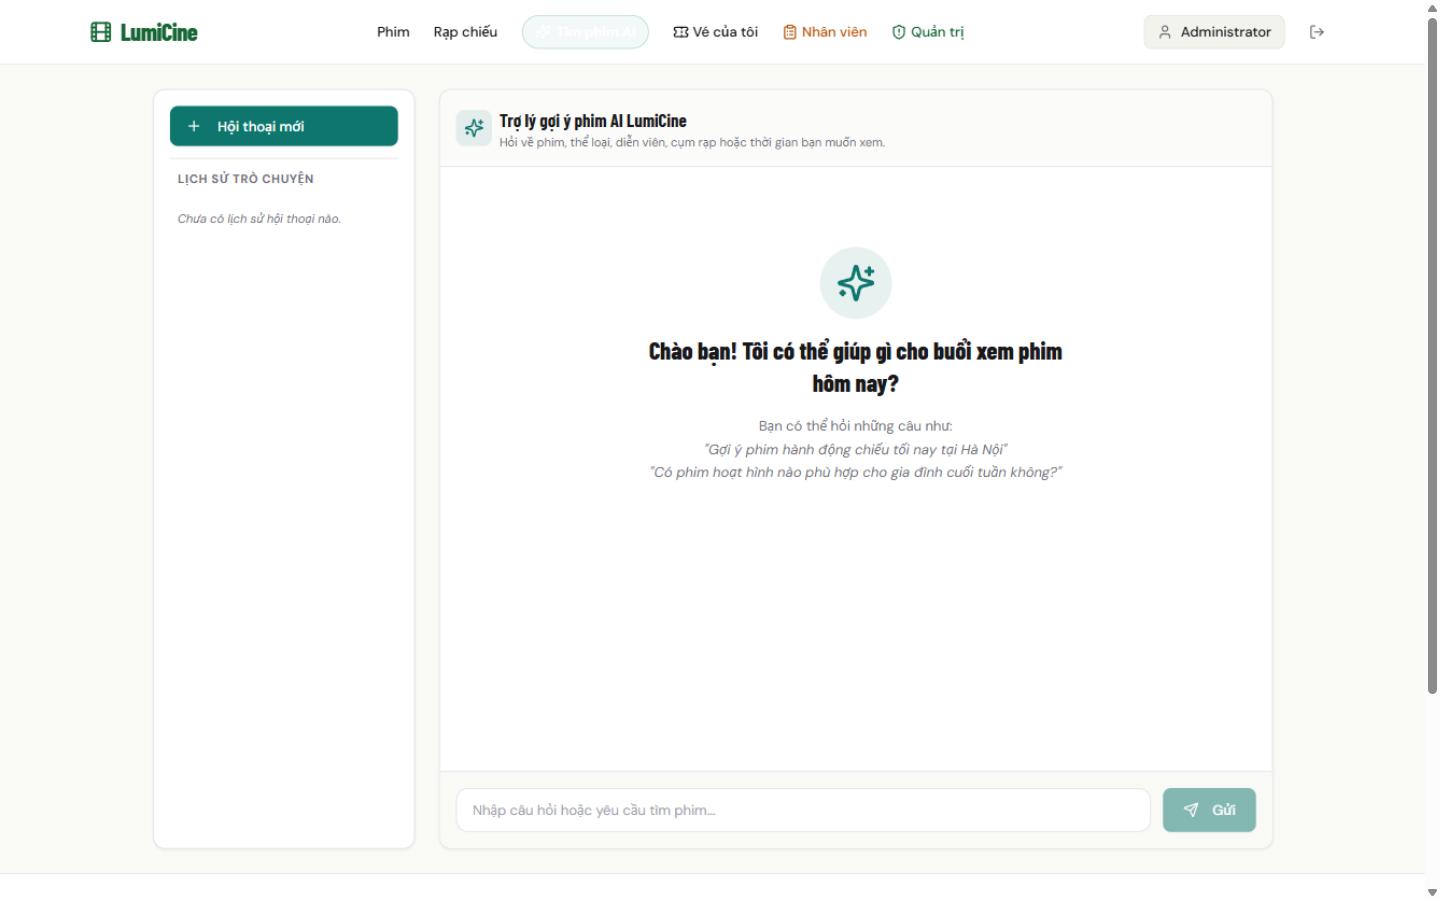 LumiCine
Phim
Rạp chiếu
Tìm phim AI
Vé của tôi
Nhân viên
Quản trị
Administrator
Hội thoại mới
LỊCH SỬ TRÒ CHUYỆN
Chưa có lịch sử hội thoại nào.
Trợ lý gợi ý phim AI LumiCine
Hỏi về phim, thể loại, diễn viên, cụm rạp hoặc thời gian bạn muốn xem.
Chào bạn! Tôi có thể giúp gì cho buổi xem phim
hôm nay?
Bạn có thể hỏi những câu như:
"Gợi ý phim hành động chiếu tối nay tại Hà Nội"
"Có phim hoạt hình nào phù hợp cho gia đình cuối tuần không?"
Nhập câu hỏi hoặc yêu cầu tìm phim...
Gửi